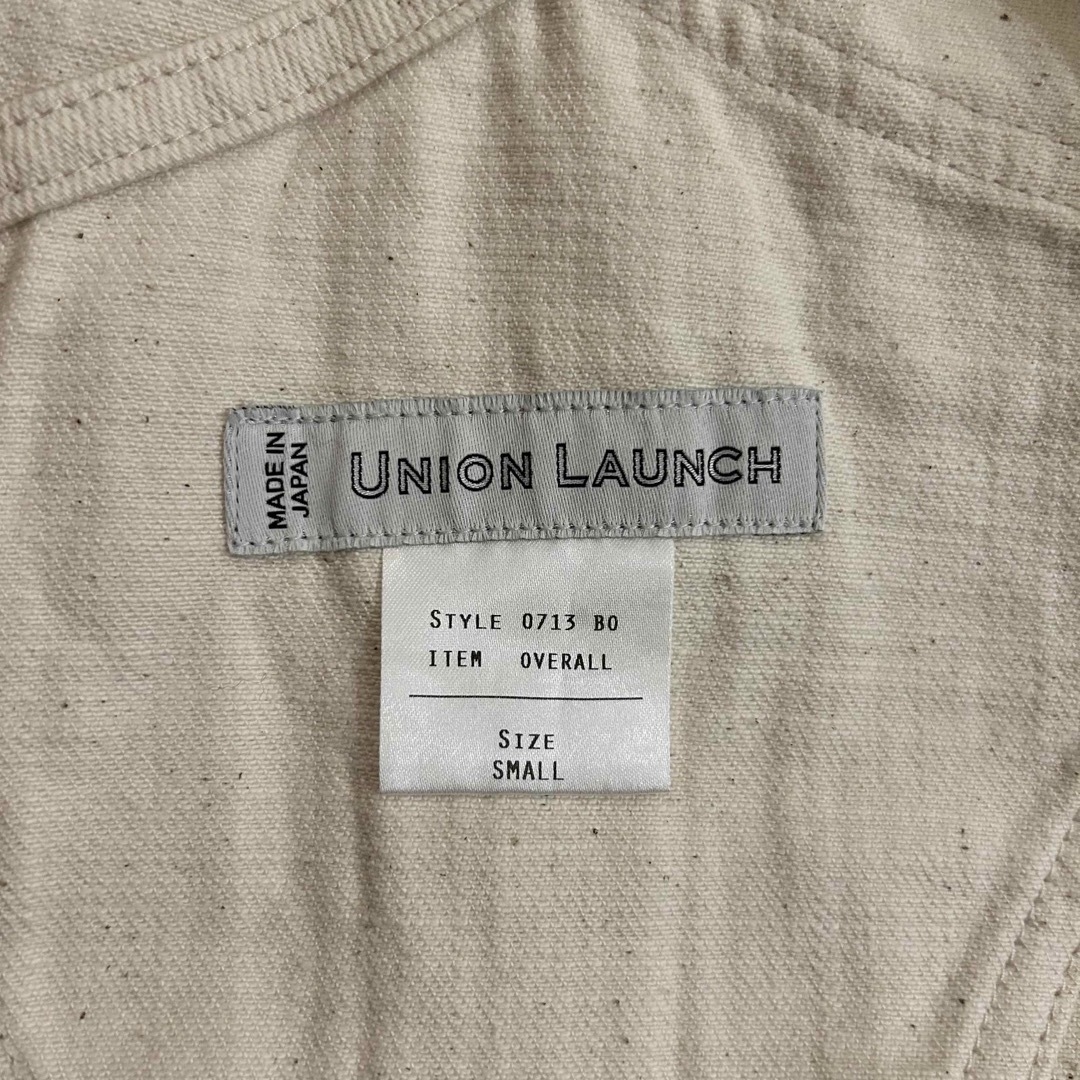 MADE IN
JAPAN
UNION LAUNCH
STYLE 0713 BO
ITEM OVERALL
SIZE
SMALL